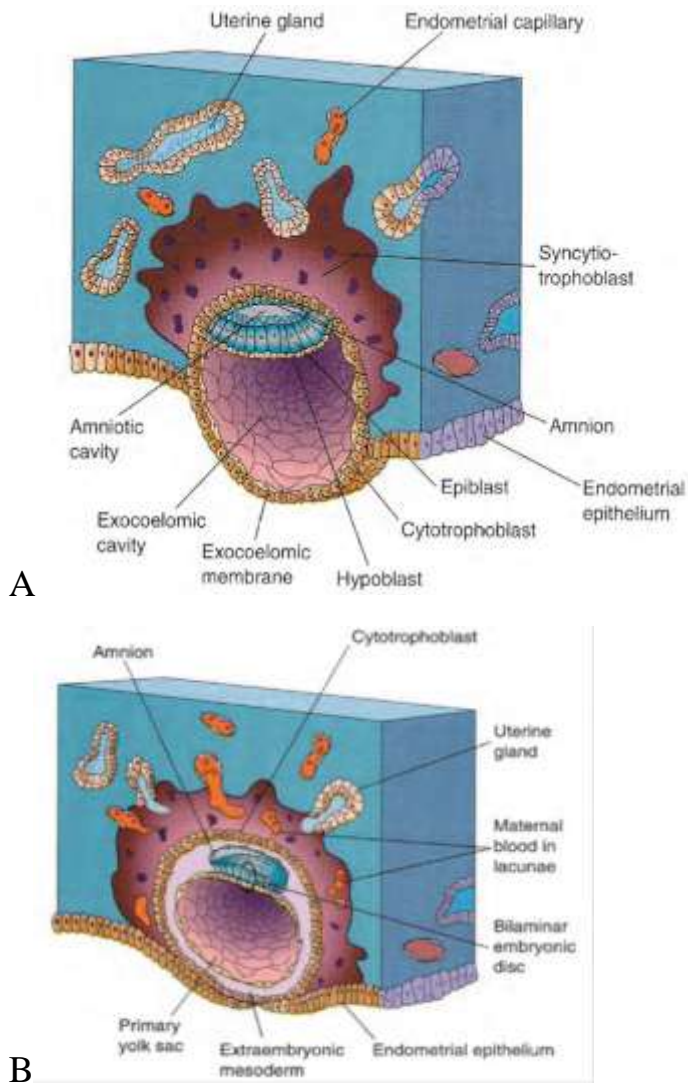 Uterine gland
Endometrial capillary
Syncytio-
trophoblast
Amniotic
cavity
Amnion
Epiblast
Endometrial
epithelium
Exocoelomic
cavity
Cytotrophoblast
Exocoelomic
membrane
Hypoblast
A
Cytotrophoblast
Amnion
Uterine
gland
Maternal
blood in
lacunae
Bilaminar
embryonic
disc
Primary
yolk sac
Extraembryonic
mesoderm
Endometrial epithelium
B